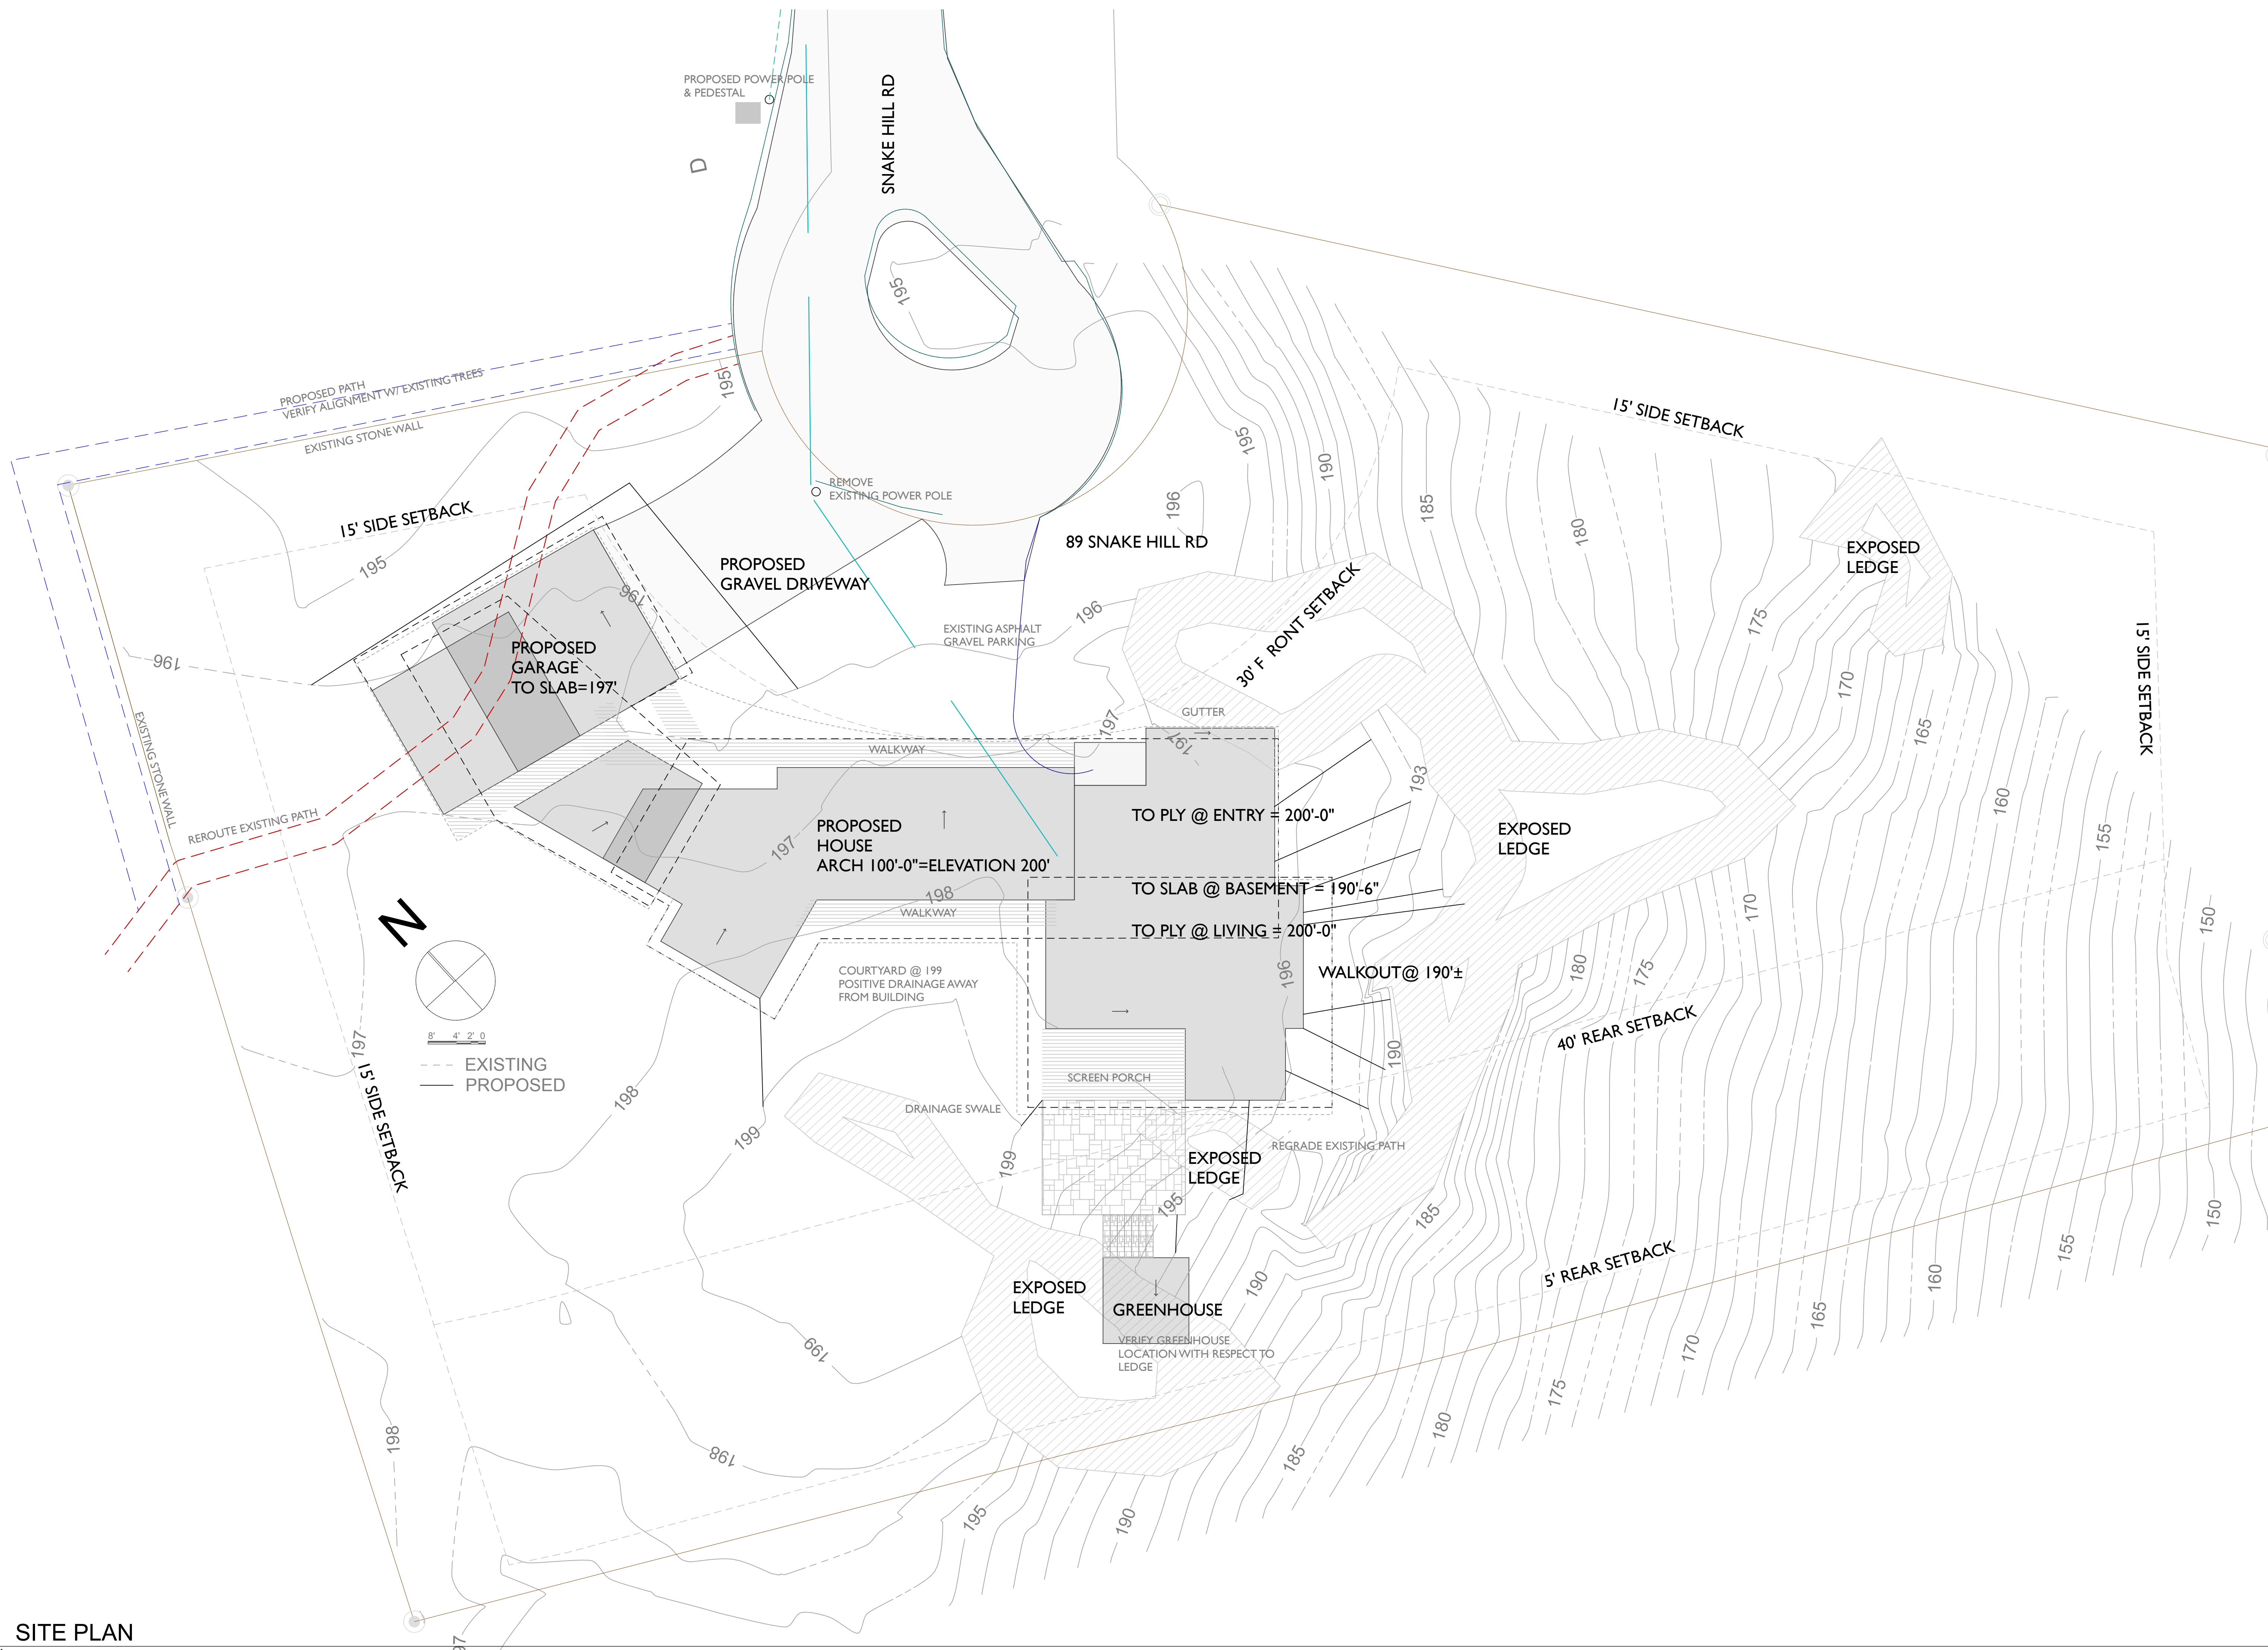 PROPOSED POWER POLE
& PEDESTAL
D
SNAKE HILL RD
195
PROPOSED PATH
VERIFY ALIGNMENT W/ EXISTING TREES
EXISTING STONE WALL
195
15' SIDE SETBACK
195
REMOVE
EXISTING POWER POLE
195
190
185
180
15' SIDE SETBACK
EXPOSED
LEDGE
196
89 SNAKE HILL RD
PROPOSED
GRAVEL DRIVEWAY
196
196
EXISTING ASPHALT
GRAVEL PARKING
196
30' F RONT SETBACK
175
170
165
160
155
150
15' SIDE SETBACK
PROPOSED
GARAGE
TO SLAB=197'
EXISTING STONE WALL
REROUTE EXISTING PATH
WALKWAY
197
GUTTER
197
193
PROPOSED
HOUSE
ARCH 100'-0"=ELEVATION 200'
197
TO PLY @ ENTRY = 200'-0"
TO SLAB @ BASEMENT = 190'-6"
TO PLY @ LIVING = 200'-0"
EXPOSED
LEDGE
198
WALKWAY
170
N
COURTYARD @ 199
POSITIVE DRAINAGE AWAY
FROM BUILDING
196
WALKOUT@ 190'±
180
175
40' REAR SETBACK
190
8' 4' 2' 0
EXISTING
PROPOSED
197
15' SIDE SETBACK
198
199
SCREEN PORCH
DRAINAGE SWALE
199
REGRADE EXISTING PATH
EXPOSED
LEDGE
195
185
190
5' REAR SETBACK
EXPOSED
LEDGE
GREENHOUSE
VERIFY GREENHOUSE
LOCATION WITH RESPECT TO
LEDGE
199
198
198
195
190
185
180
175
170
165
160
155
150
197
SITE PLAN